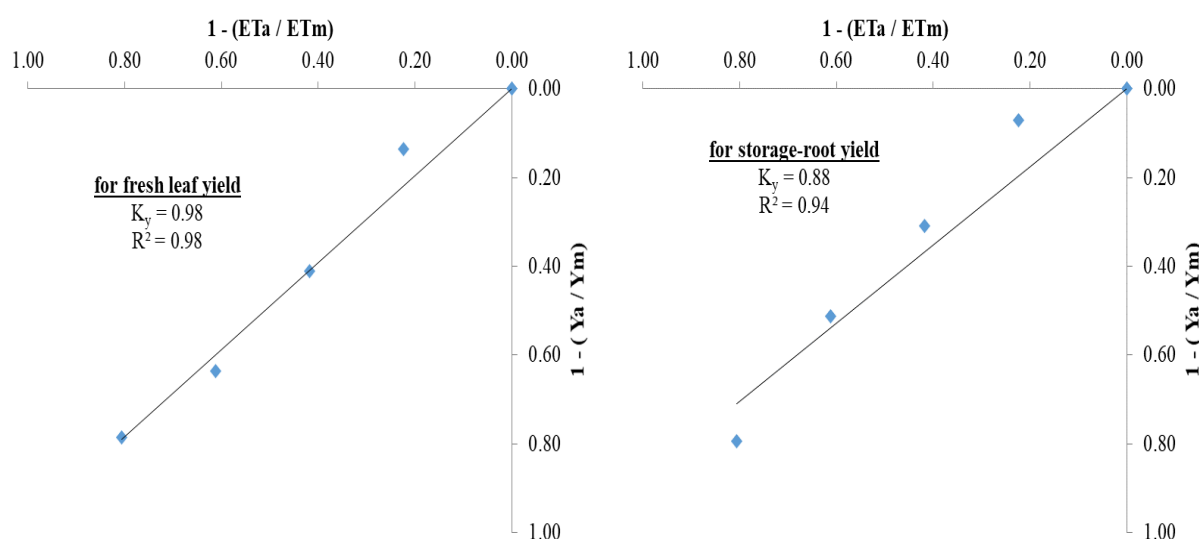 1 - (ETa / ETm)
1.00 0.80 0.60 0.40 0.20 0.00
0.00
0.20
0.40
0.60
0.80
1.00
1 - ( Ya / Ym)
for fresh leaf yield
Ky = 0.98
R² = 0.98
1 - (ETa / ETm)
1.00 0.80 0.60 0.40 0.20 0.00
0.00
0.20
0.40
0.60
0.80
1.00
1 - ( Ya / Ym)
for storage-root yield
Ky = 0.88
R² = 0.94